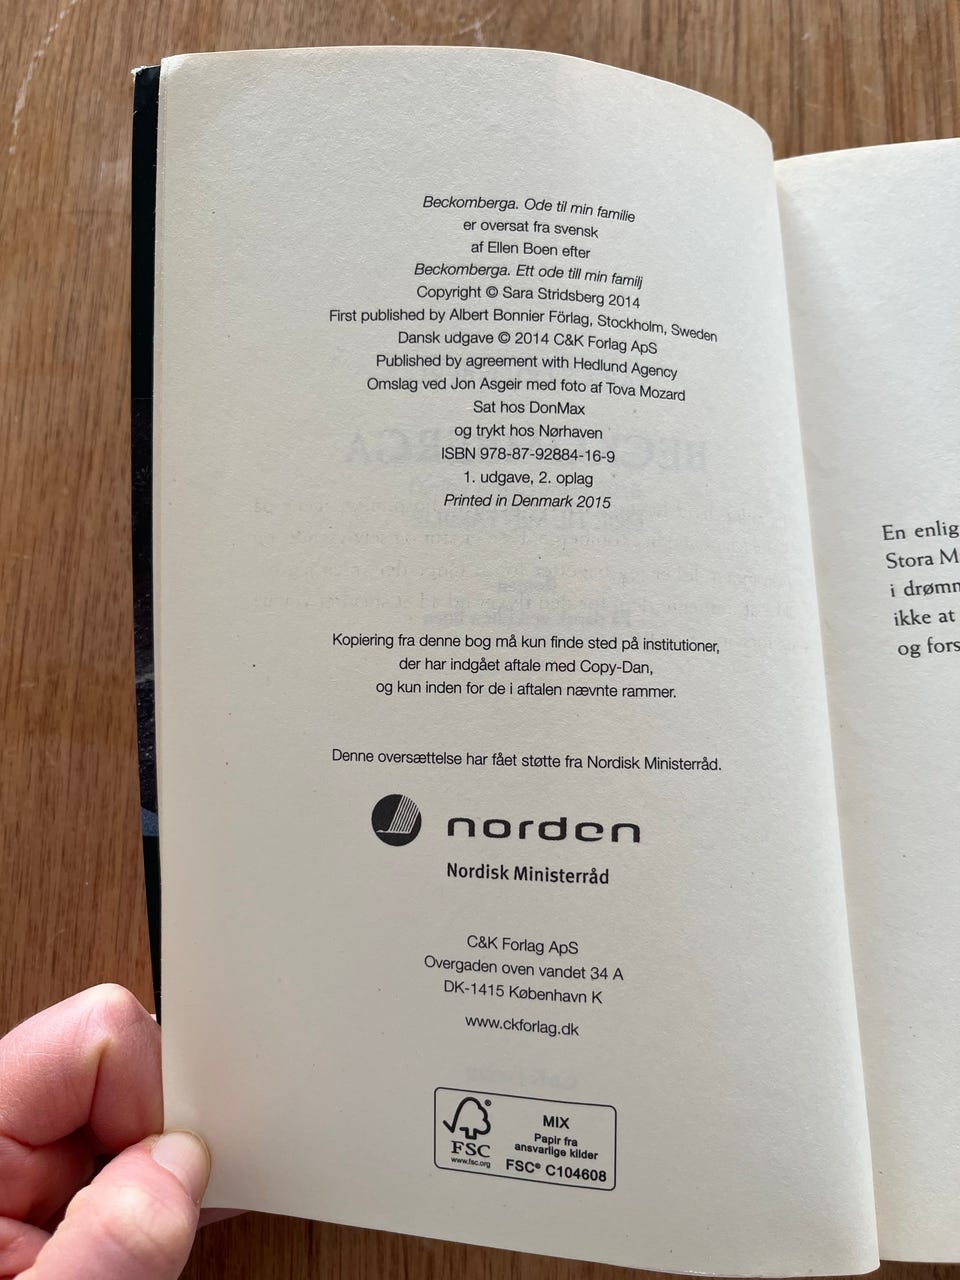 Beckomberga. Ode til min familie
er oversat fra svensk
af Ellen Boen efter
Beckomberga. Ett ode till min familj
Copyright © Sara Stridsberg 2014
First published by Albert Bonnier Förlag, Stockholm, Sweden
Dansk udgave © 2014 C&K Forlag ApS
Published by agreement with Hedlund Agency
Omslag ved Jon Asgeir med foto af Tova Mozard
Sat hos DonMax
og trykt hos Nørhaven
ISBN 978-87-92884-16-9
1. udgave, 2. oplag
Printed in Denmark 2015
Kopiering fra denne bog må kun finde sted på institutioner,
der har indgået aftale med Copy-Dan,
og kun inden for de i aftalen nævnte rammer.
Denne oversættelse har fået støtte fra Nordisk Ministerråd.
norden
Nordisk Ministerråd
C&K Forlag ApS
Overgaden oven vandet 34 A
DK-1415 København K
www.ckforlag.dk
FSC®
www.fsc.org
MIX
Papir fra
ansvarlige kilder
FSC® C104608
En enlig
Stora M
i drømm
ikke at
og fors